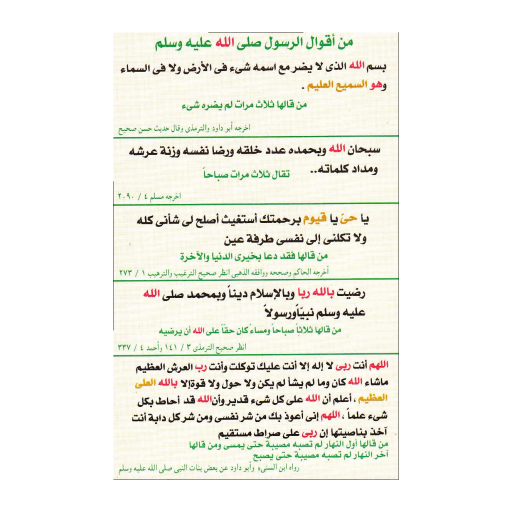 من أقوال الرسول صلى الله عليه وسلم
بسم الله الذى لا يضر مع اسمه شىء فى الأرض ولا فى السماء
وهو السميع العليم .
من قالها ثلاث مرات لم يضره شىء
اخرجه أبو داود والترمذى وقال حديث حسن صحيح
سبحان الله وبحمده عدد خلقه ورضا نفسه وزنة عرشه
ومداد كلماته..
تقال ثلاث مرات صباحاً
اخرجه مسلم ٤ / ٢٠٩٠
يا حىّ يا قيوم برحمتك أستغيث أصلح لى شأنى كله
ولا تكلنى إلى نفسى طرفة عين
من قالها فقد دعا بخيرى الدنيا والآخرة
أخرجه الحاكم وصححه ووافقه الذهبى انظر صحيح الترغيب والترهيب ١ / ٢٧٣
رضيت بالله ربا وبالإسلام ديناً وبمحمد صلى الله
عليه وسلم نبيّاًورسولاً
من قالها ثلاثاً صباحاً ومساءً كان حقاً على الله أن يرضيه
انظر صحيح الترمذى ٣ / ١٤١ وأحمد ٤ / ٣٣٧
اللهم أنت ربى لا إله إلا أنت عليك توكلت وأنت رب العرش العظيم
ماشاء الله كان وما لم يشأ لم يكن ولا حول ولا قوة إلا بالله العلى
العظيم ، أعلم أن الله على كل شىء قدير وأن الله قد أحاط بكل
شىء علماً ، اللهم إنى أعوذ بك من شر نفسى ومن شر كل دابة أنت
آخذ بناصيتها إن ربى على صراط مستقيم
من قالها أول النهار لم تصبه مصيبة حتى يمسى ومن قالها
آخر النهار لم تصبه مصيبة حتى يصبح
رواه ابن السنى وأبو داود عن بعض بنات النبى صلى الله عليه وسلم